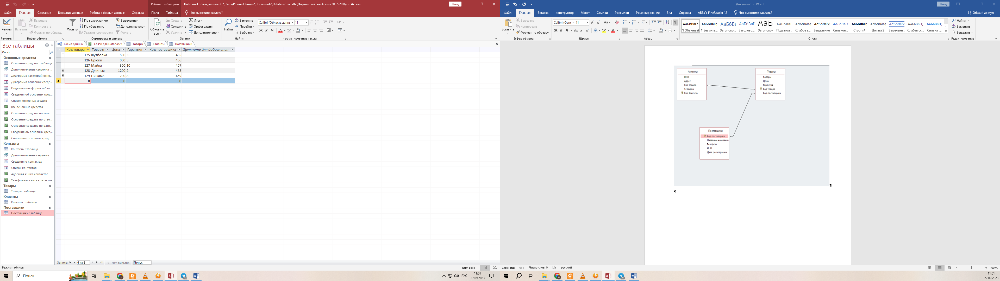 Работа с таблицами
Database1 : база данных- C:\Users\Ирина Панина\Documents\Database1.accdb (Формат файлов Access 2007–2016) - Access
Вход
Файл Главная Создание Внешние данные Работа с базами данных Справка Поля Таблица Что вы хотите сделать?
Режим
Режимы
Вставить
Вырезать
Копировать
Формат по образцу
Буфер обмена
Фильтр
По возрастанию
По убыванию
Удалить сортировку
Выделение
Дополнительно
Фильтр
Сортировка и фильтр
Обновить
все
Создать
Сохранить
Удалить
Итоги
Орфография
Дополнительно
Записи
Найти
Заменить
Перейти
Выбрать
Найти
Calibri (Область данн 11
Ж К Ч
Форматирование текста
Все таблицы
Поиск...
Основные средства
Основные средства : таблица
Дополнительные сведения ...
Диаграмма категорий осно...
Диаграмма основных средс...
Подчиненная форма табли...
Сведения об основных сред...
Список основных средств
Все основные средства
Основные средства по кате...
Основные средства по отве...
Основные средства по расп...
Сведения об основных сред...
Списанные основные средс...
Контакты
Контакты : таблица
Дополнительные сведения ...
Сведения о контактах
Список контактов
Адресная книга контактов
Телефонная книга контактов
Товары
Товары : таблица
Клиенты
Клиенты : таблица
Поставщики
Поставщики : таблица
Схема данных Связи для Database1 Товары Клиенты Поставщики
Код товара Товары Цена Гарантия Код поставщика Щелкните для добавления
125 Футболка 500 3 455
126 Брюки 900 5 456
127 Майка 300 10 457
128 Джинсы 1200 2 458
129 Пижама 700 8 459
0 0 0
Запись: 6 из 6 Нет фильтра Поиск
Режим таблицы
Num Lock
Поиск
РУС
11:01
27.09.2023
Документ1 - Word
Вход
Файл Главная Вставка Конструктор Макет Ссылки Рассылки Рецензирование Вид Справка ABBYY FineReader 12 Что вы хотите сделать? Общий доступ
Вставить
Вырезать
Копировать
Формат по образцу
Буфер обмена
Calibri (Осно 11
Aa
Ж К Ч abc x₂ x²
Шрифт
Абзац
АаБбВвГг, АаБбВвГг, АаБбВв АаБбВвГ АаЬ АаБбВвГ АаБбВвГг АаБбВвГг АаБбВвГг АаБбВвГг, АаБбВвГг АаБбВвГг АаБбВвГг, АаБбВвГг,
¶ Обычный ¶ Без инте... Заголово... Заголово... Заголовок Подзагол... Слабое в... Выделение Сильное... Строгий Цитата 2 Выделенн... Слабая сс... Сильная...
Стили
Найти
Заменить
Выделить
Редактирование
Клиенты
ФИО
Адрес
Код товара
Телефон
Код Клиента
Товары
Товары
Цена
Гарантия
Код товара
Код поставщика
Поставщики
Код поставщика
Название компани
Телефон
ИНН
Дата регистрации
¶
¶
Страница 1 из 1 Число слов: 0 русский
100 %
11:01
27.09.2023